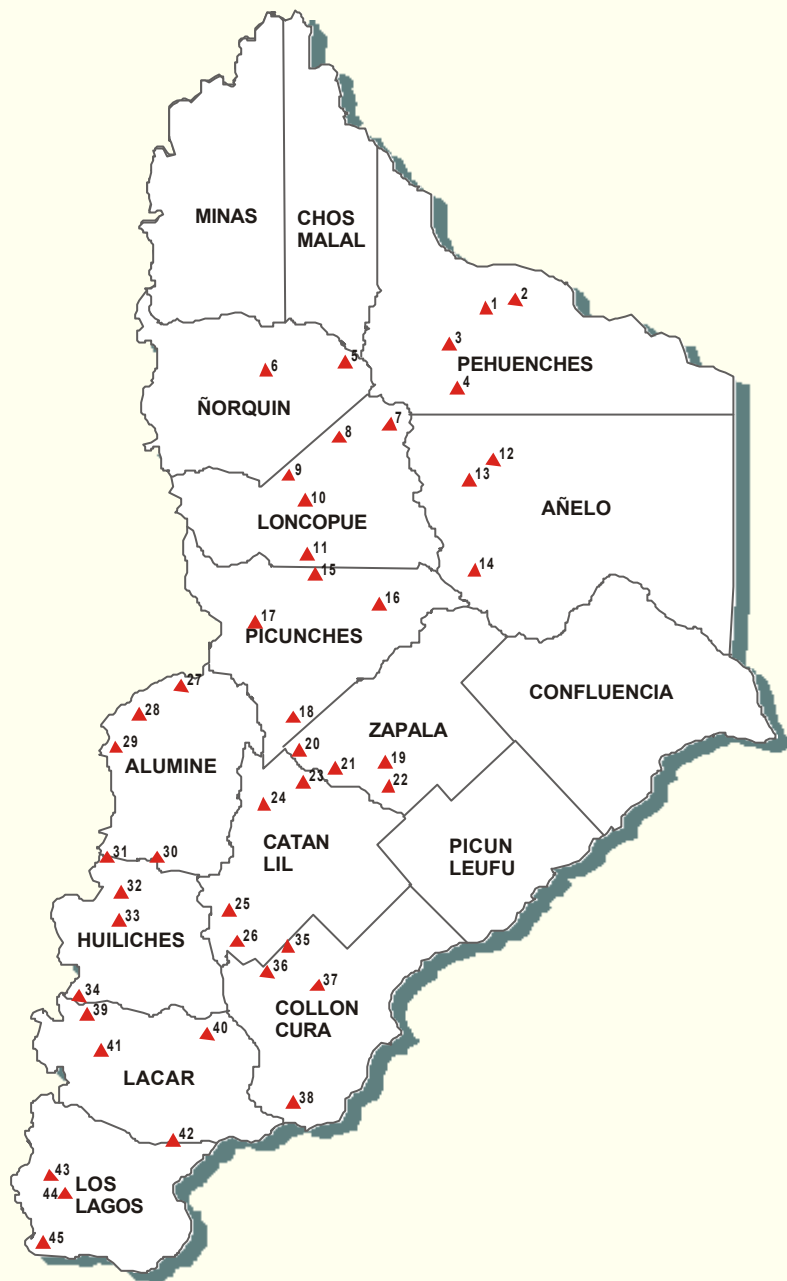 MINAS
CHOS
MALAL
1
2
3
PEHUENCHES
4
5
6
ÑORQUIN
7
8
9
10
LONCOPUE
11
12
13
AÑELO
14
15
16
17
PICUNCHES
18
CONFLUENCIA
ZAPALA
19
20
21
22
23
24
CATAN
LIL
PICUN
LEUFU
25
26
27
28
29
ALUMINE
30
31
32
33
HUILICHES
34
35
36
37
COLLON
CURA
38
39
40
41
LACAR
42
43
LOS
LAGOS
44
45